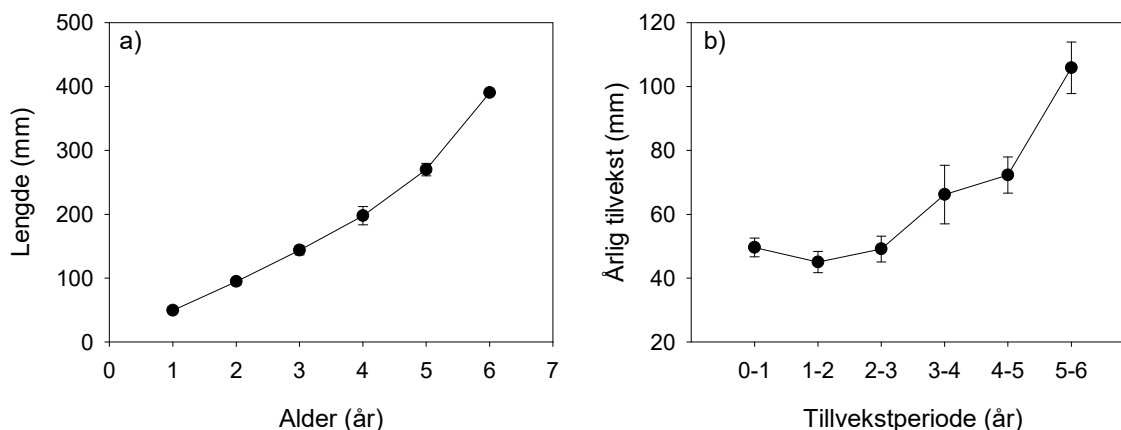 a)
Lengde (mm)
500
400
300
200
100
0
0 1 2 3 4 5 6 7
Alder (år)
b)
Årlig tilvekst (mm)
120
100
80
60
40
20
0-1 1-2 2-3 3-4 4-5 5-6
Tillvekstperiode (år)